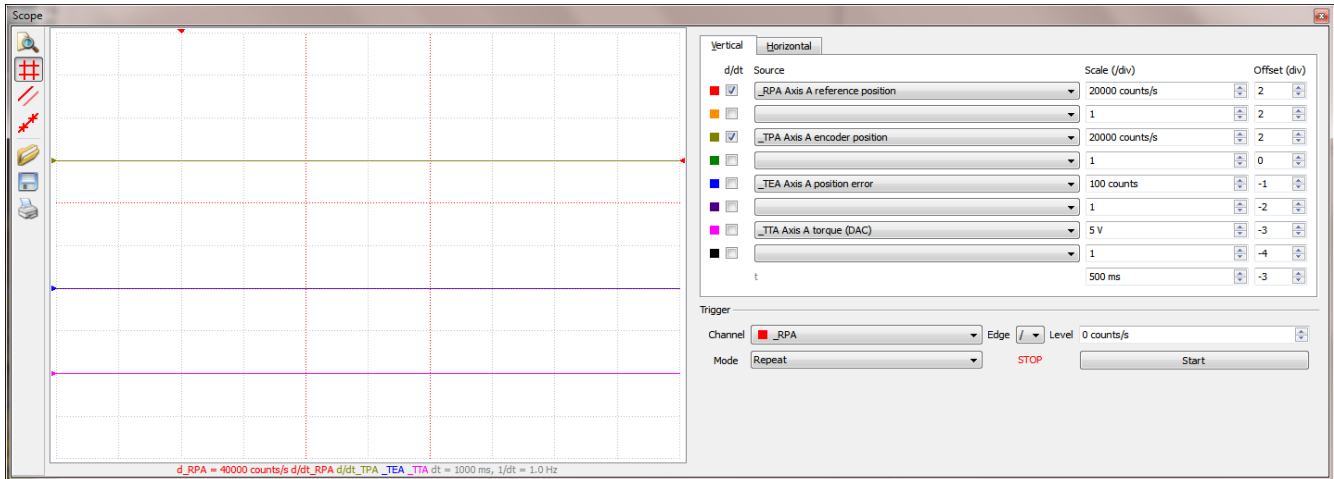 Scope
Vertical Horizontal
d/dt Source Scale (/div) Offset (div)
_RPA Axis A reference position 20000 counts/s 2
1 2
_TPA Axis A encoder position 20000 counts/s 2
1 0
_TEA Axis A position error 100 counts -1
1 -2
_TTA Axis A torque (DAC) 5 V -3
1 -4
t 500 ms -3
Trigger
Channel _RPA Edge / Level 0 counts/s
Mode Repeat STOP Start
d_RPA = 40000 counts/s d/dt_RPA d/dt_TPA _TEA _TTA dt = 1000 ms, 1/dt = 1.0 Hz